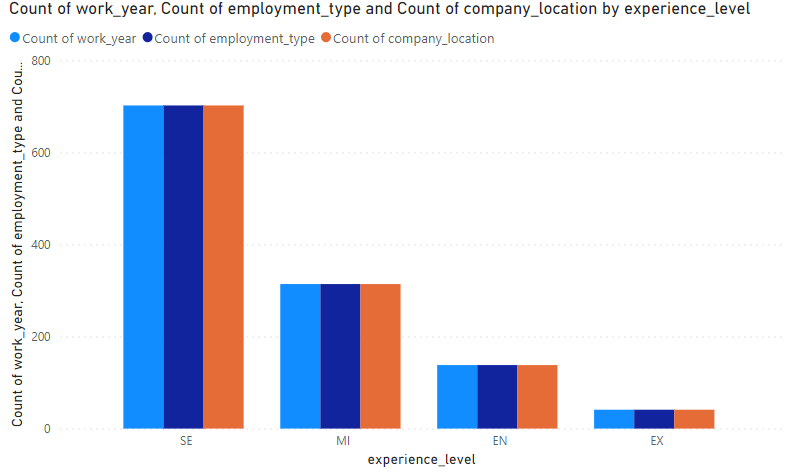 Count of work_year, Count of employment_type and Count of company_location by experience_level
Count of work_year Count of employment_type Count of company_location
Count of work_year, Count of employment_type and Cou...
800
600
400
200
0
SE MI EN EX
experience_level